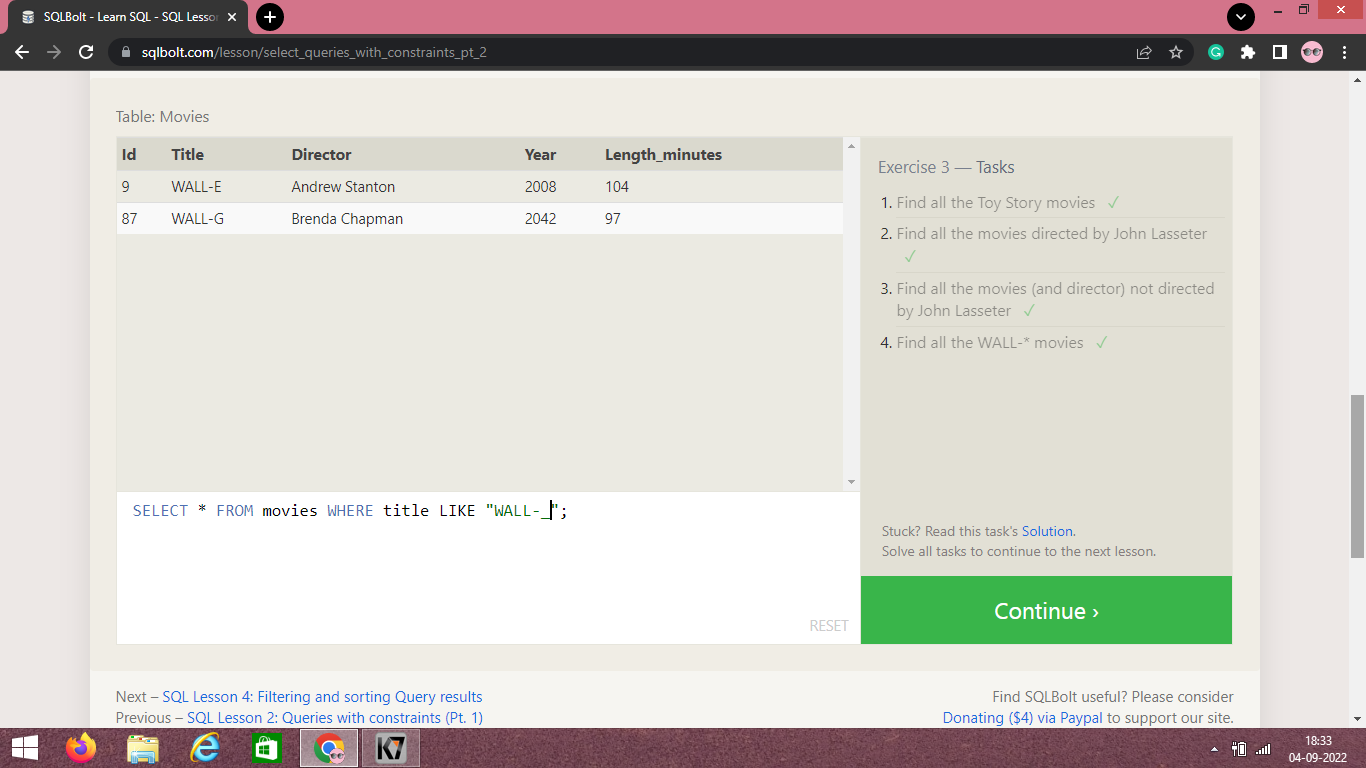 SQLBolt - Learn SQL - SQL Lesson
sqlbolt.com/lesson/select_queries_with_constraints_pt_2
Table: Movies
Id Title Director Year Length_minutes
9 WALL-E Andrew Stanton 2008 104
87 WALL-G Brenda Chapman 2042 97
SELECT * FROM movies WHERE title LIKE "WALL-_";
RESET
Exercise 3 — Tasks
1. Find all the Toy Story movies ✓
2. Find all the movies directed by John Lasseter
✓
3. Find all the movies (and director) not directed
by John Lasseter ✓
4. Find all the WALL-* movies ✓
Stuck? Read this task's Solution.
Solve all tasks to continue to the next lesson.
Continue ›
Next – SQL Lesson 4: Filtering and sorting Query results
Previous – SQL Lesson 2: Queries with constraints (Pt. 1)
Find SQLBolt useful? Please consider
Donating ($4) via Paypal to support our site.
K7
18:33
04-09-2022